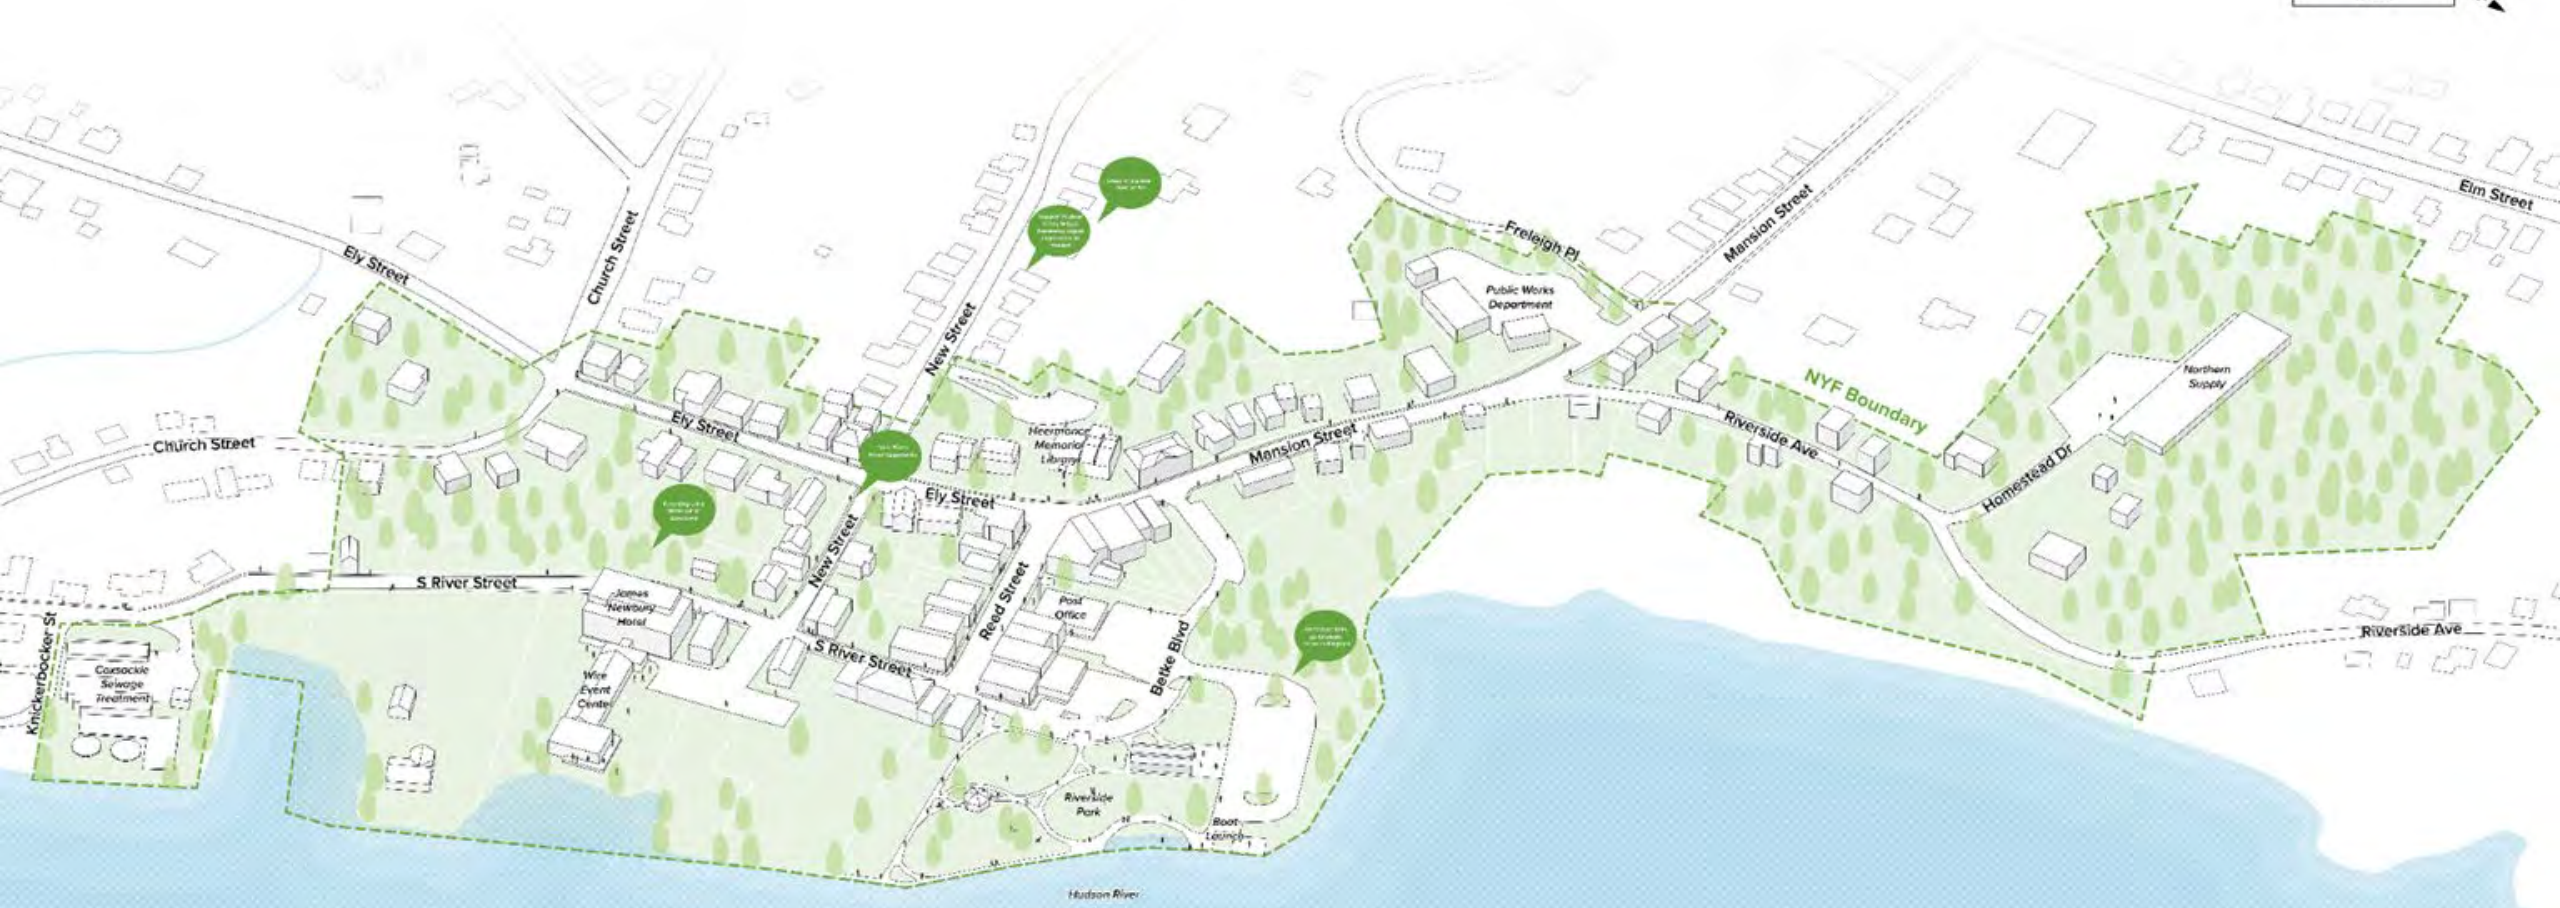 Elm Street
Mansion Street
Freleigh Pl
Church Street
Ely Street
Public Works
Department
New Street
Northern
Supply
NYF Boundary
Ely Street
Riverside Ave
Mansion Street
Heermance
Memorial
Library
Church Street
Homestead Dr
Ely Street
New Street
S River Street
James
Newbury
Hotel
Reed Street
Post
Office
Riverside Ave
Betke Blvd
S River Street
Knickerbocker St
Coxsackie
Sewage
Treatment
Wire
Event
Center
Riverside
Park
Boat
Launch
Hudson River